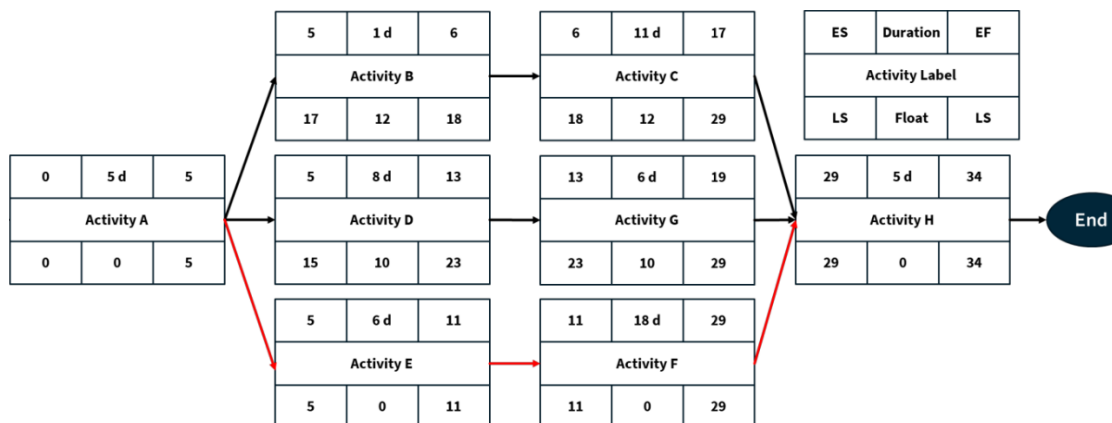 5 1 d 6
Activity B
17 12 18
6 11 d 17
Activity C
18 12 29
ES Duration EF
Activity Label
LS Float LS
0 5 d 5
Activity A
0 0 5
5 8 d 13
Activity D
15 10 23
13 6 d 19
Activity G
23 10 29
29 5 d 34
Activity H
29 0 34
End
5 6 d 11
Activity E
5 0 11
11 18 d 29
Activity F
11 0 29